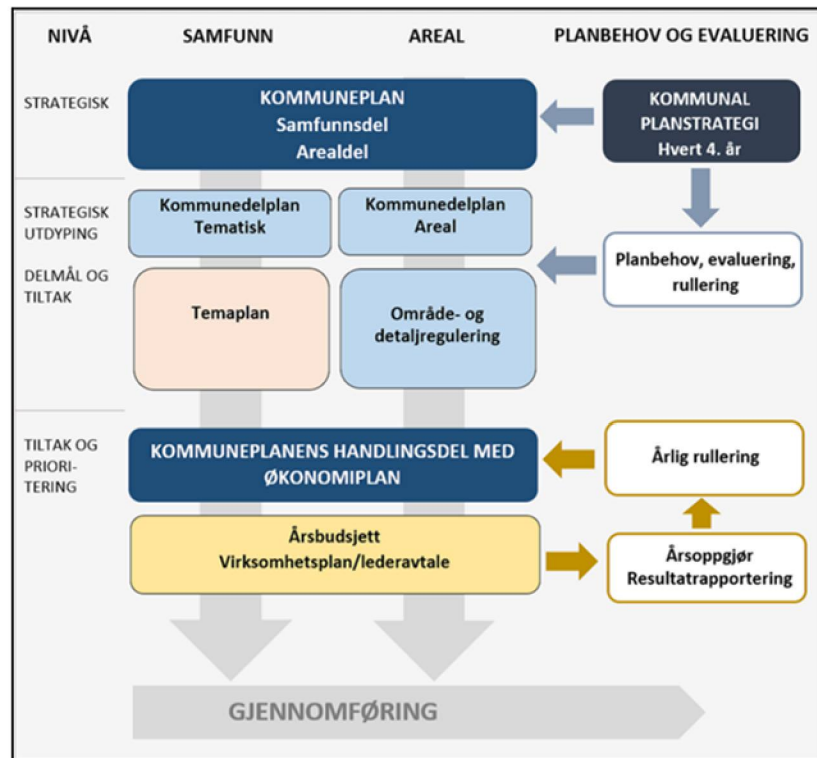 NIVÅ
SAMFUNN
AREAL
PLANBEHOV OG EVALUERING
STRATEGISK
KOMMUNEPLAN
Samfunnsdel
Arealdel
KOMMUNAL
PLANSTRATEGI
Hvert 4. år
STRATEGISK
UTDYPING
Kommunedelplan
Tematisk
Kommunedelplan
Areal
Planbehov, evaluering,
rullering
DELMÅL OG
TILTAK
Temaplan
Område- og
detaljregulering
TILTAK OG
PRIORI-
TERING
KOMMUNEPLANENS HANDLINGSDEL MED
ØKONOMIPLAN
Årlig rullering
Årsbudsjett
Virksomhetsplan/lederavtale
Årsoppgjør
Resultatrapportering
GJENNOMFØRING